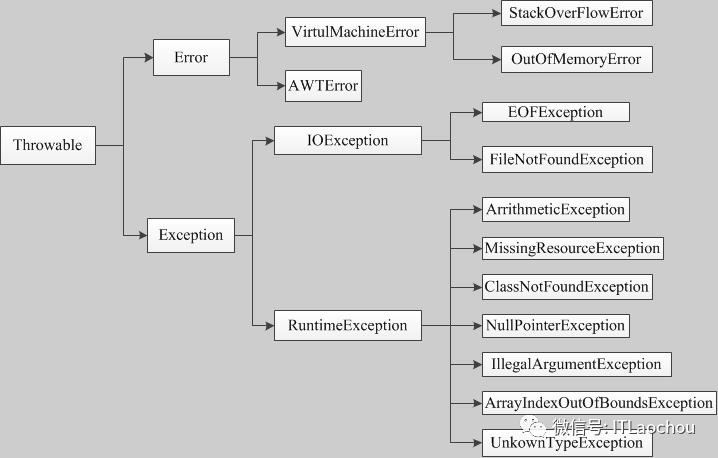 Throwable
Error
VirtulMachineError
StackOverFlowError
OutOfMemoryError
AWTError
Exception
IOException
EOFException
FileNotFoundException
RuntimeException
ArrithmeticException
MissingResourceException
ClassNotFoundException
NullPointerException
IllegalArgumentException
ArrayIndexOutOfBoundsException
UnkownTypeException
微信号: ITLaochou